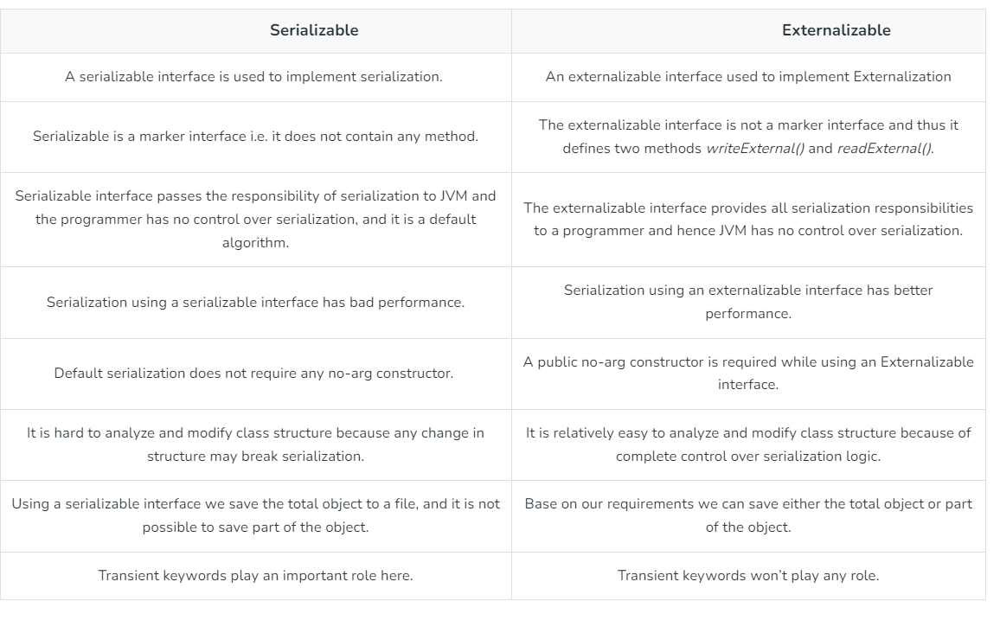 Serializable
Externalizable
A serializable interface is used to implement serialization.
An externalizable interface used to implement Externalization
Serializable is a marker interface i.e. it does not contain any method.
The externalizable interface is not a marker interface and thus it
defines two methods writeExternal() and readExternal().
Serializable interface passes the responsibility of serialization to JVM and
the programmer has no control over serialization, and it is a default
algorithm.
The externalizable interface provides all serialization responsibilities
to a programmer and hence JVM has no control over serialization.
Serialization using a serializable interface has bad performance.
Serialization using an externalizable interface has better
performance.
Default serialization does not require any no-arg constructor.
A public no-arg constructor is required while using an Externalizable
interface.
It is hard to analyze and modify class structure because any change in
structure may break serialization.
It is relatively easy to analyze and modify class structure because of
complete control over serialization logic.
Using a serializable interface we save the total object to a file, and it is not
possible to save part of the object.
Base on our requirements we can save either the total object or part
of the object.
Transient keywords play an important role here.
Transient keywords won’t play any role.